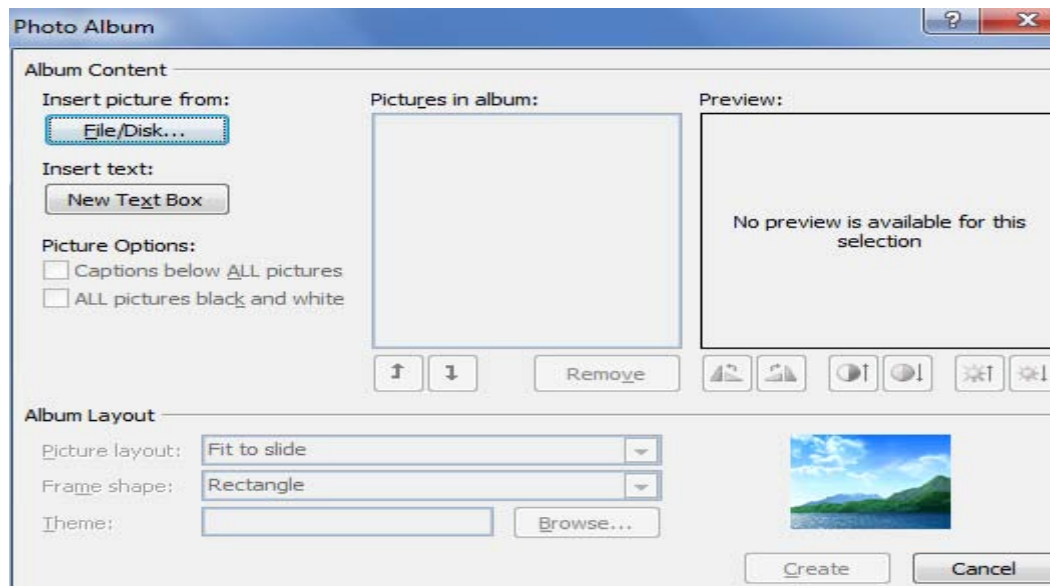 Photo Album
Album Content
Insert picture from:
File/Disk...
Insert text:
New Text Box
Picture Options:
Captions below ALL pictures
ALL pictures black and white
Pictures in album:
Remove
Preview:
No preview is available for this
selection
Album Layout
Picture layout:
Fit to slide
Frame shape:
Rectangle
Theme:
Browse...
Create
Cancel